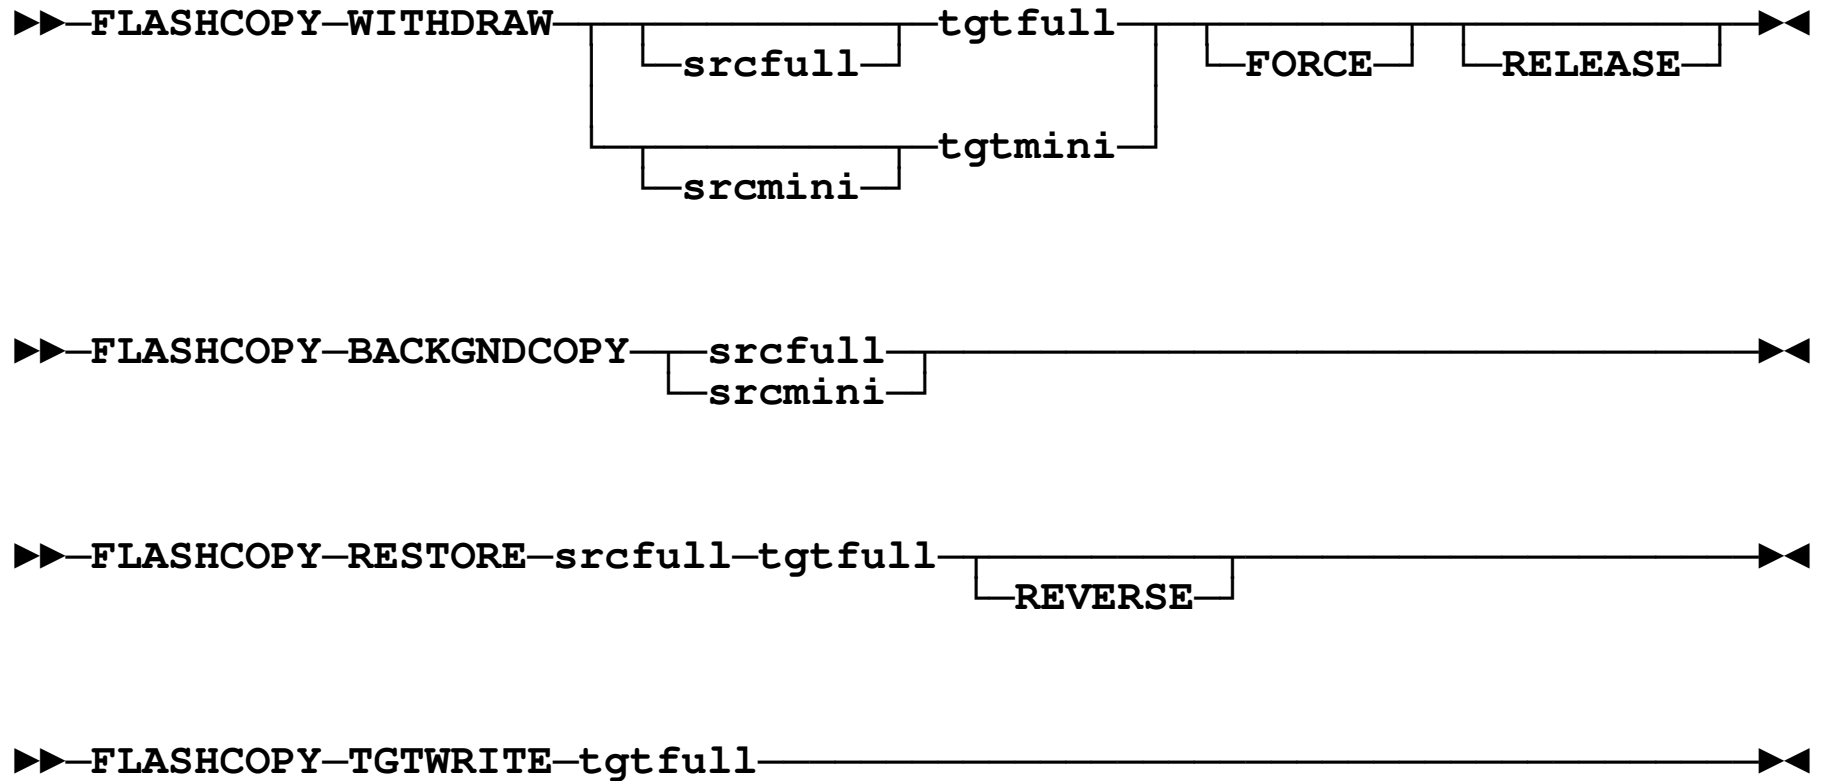 FLASHCOPY WITHDRAW tgtfull
srcfull FORCE RELEASE
tgtmini
srcmini
FLASHCOPY BACKGNDCOPY srcfull
srcmini
FLASHCOPY RESTORE srcfull tgtfull
REVERSE
FLASHCOPY TGTWRITE tgtfull